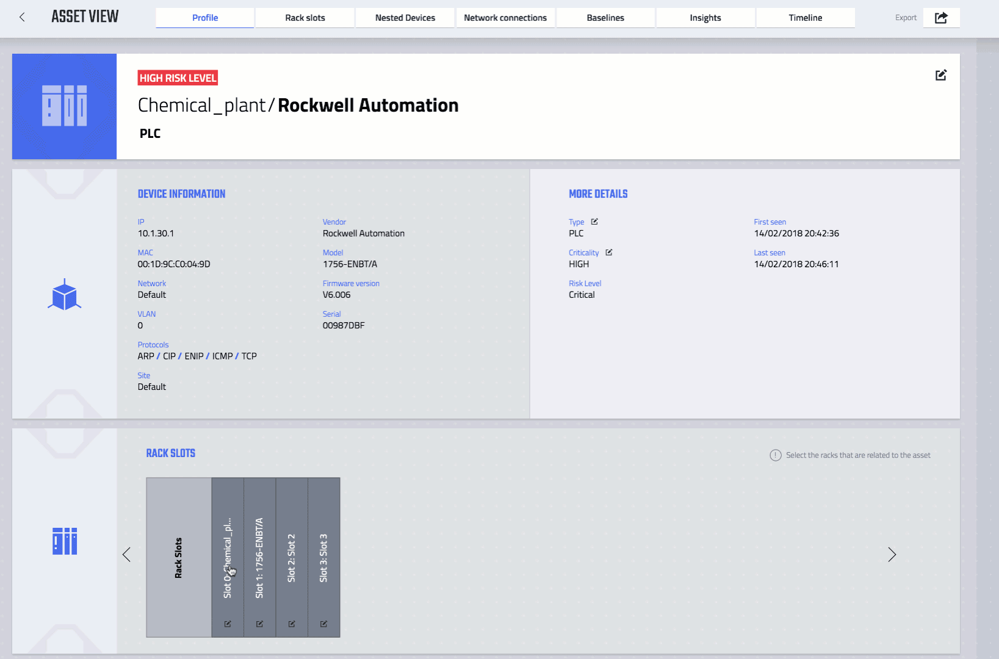 ASSET VIEW
Profile
Rack slots
Nested Devices
Network connections
Baselines
Insights
Timeline
Export
HIGH RISK LEVEL
Chemical_plant/Rockwell Automation
PLC
DEVICE INFORMATION
IP
10.1.30.1
MAC
00:1D:9C:C0:04:9D
Network
Default
VLAN
0
Protocols
ARP / CIP / ENIP / ICMP / TCP
Site
Default
Vendor
Rockwell Automation
Model
1756-ENBT/A
Firmware version
V6.006
Serial
00987DBF
MORE DETAILS
Type
PLC
Criticality
HIGH
Risk Level
Critical
First seen
14/02/2018 20:42:36
Last seen
14/02/2018 20:46:11
RACK SLOTS
Select the racks that are related to the asset
Rack Slots
Slot 0: Chemical_pl...
Slot 1: 1756-ENBT/A
Slot 2: Slot 2
Slot 3: Slot 3